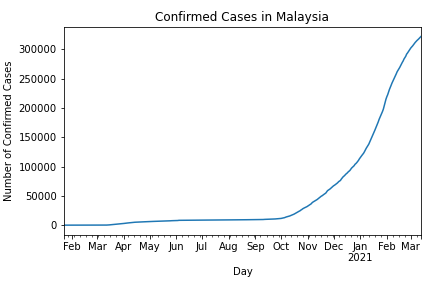 Confirmed Cases in Malaysia
Number of Confirmed Cases
300000
250000
200000
150000
100000
50000
0
Feb Mar Apr May Jun Jul Aug Sep Oct Nov Dec Jan Feb Mar
2021
Day